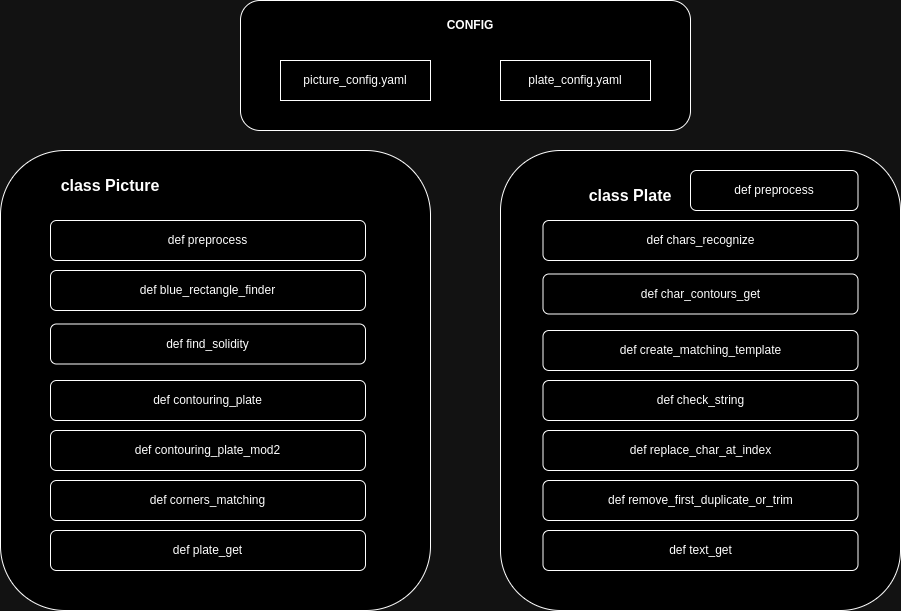 CONFIG
picture_config.yaml
plate_config.yaml
class Picture
def preprocess
def blue_rectangle_finder
def find_solidity
def contouring_plate
def contouring_plate_mod2
def corners_matching
def plate_get
class Plate
def preprocess
def chars_recognize
def char_contours_get
def create_matching_template
def check_string
def replace_char_at_index
def remove_first_duplicate_or_trim
def text_get